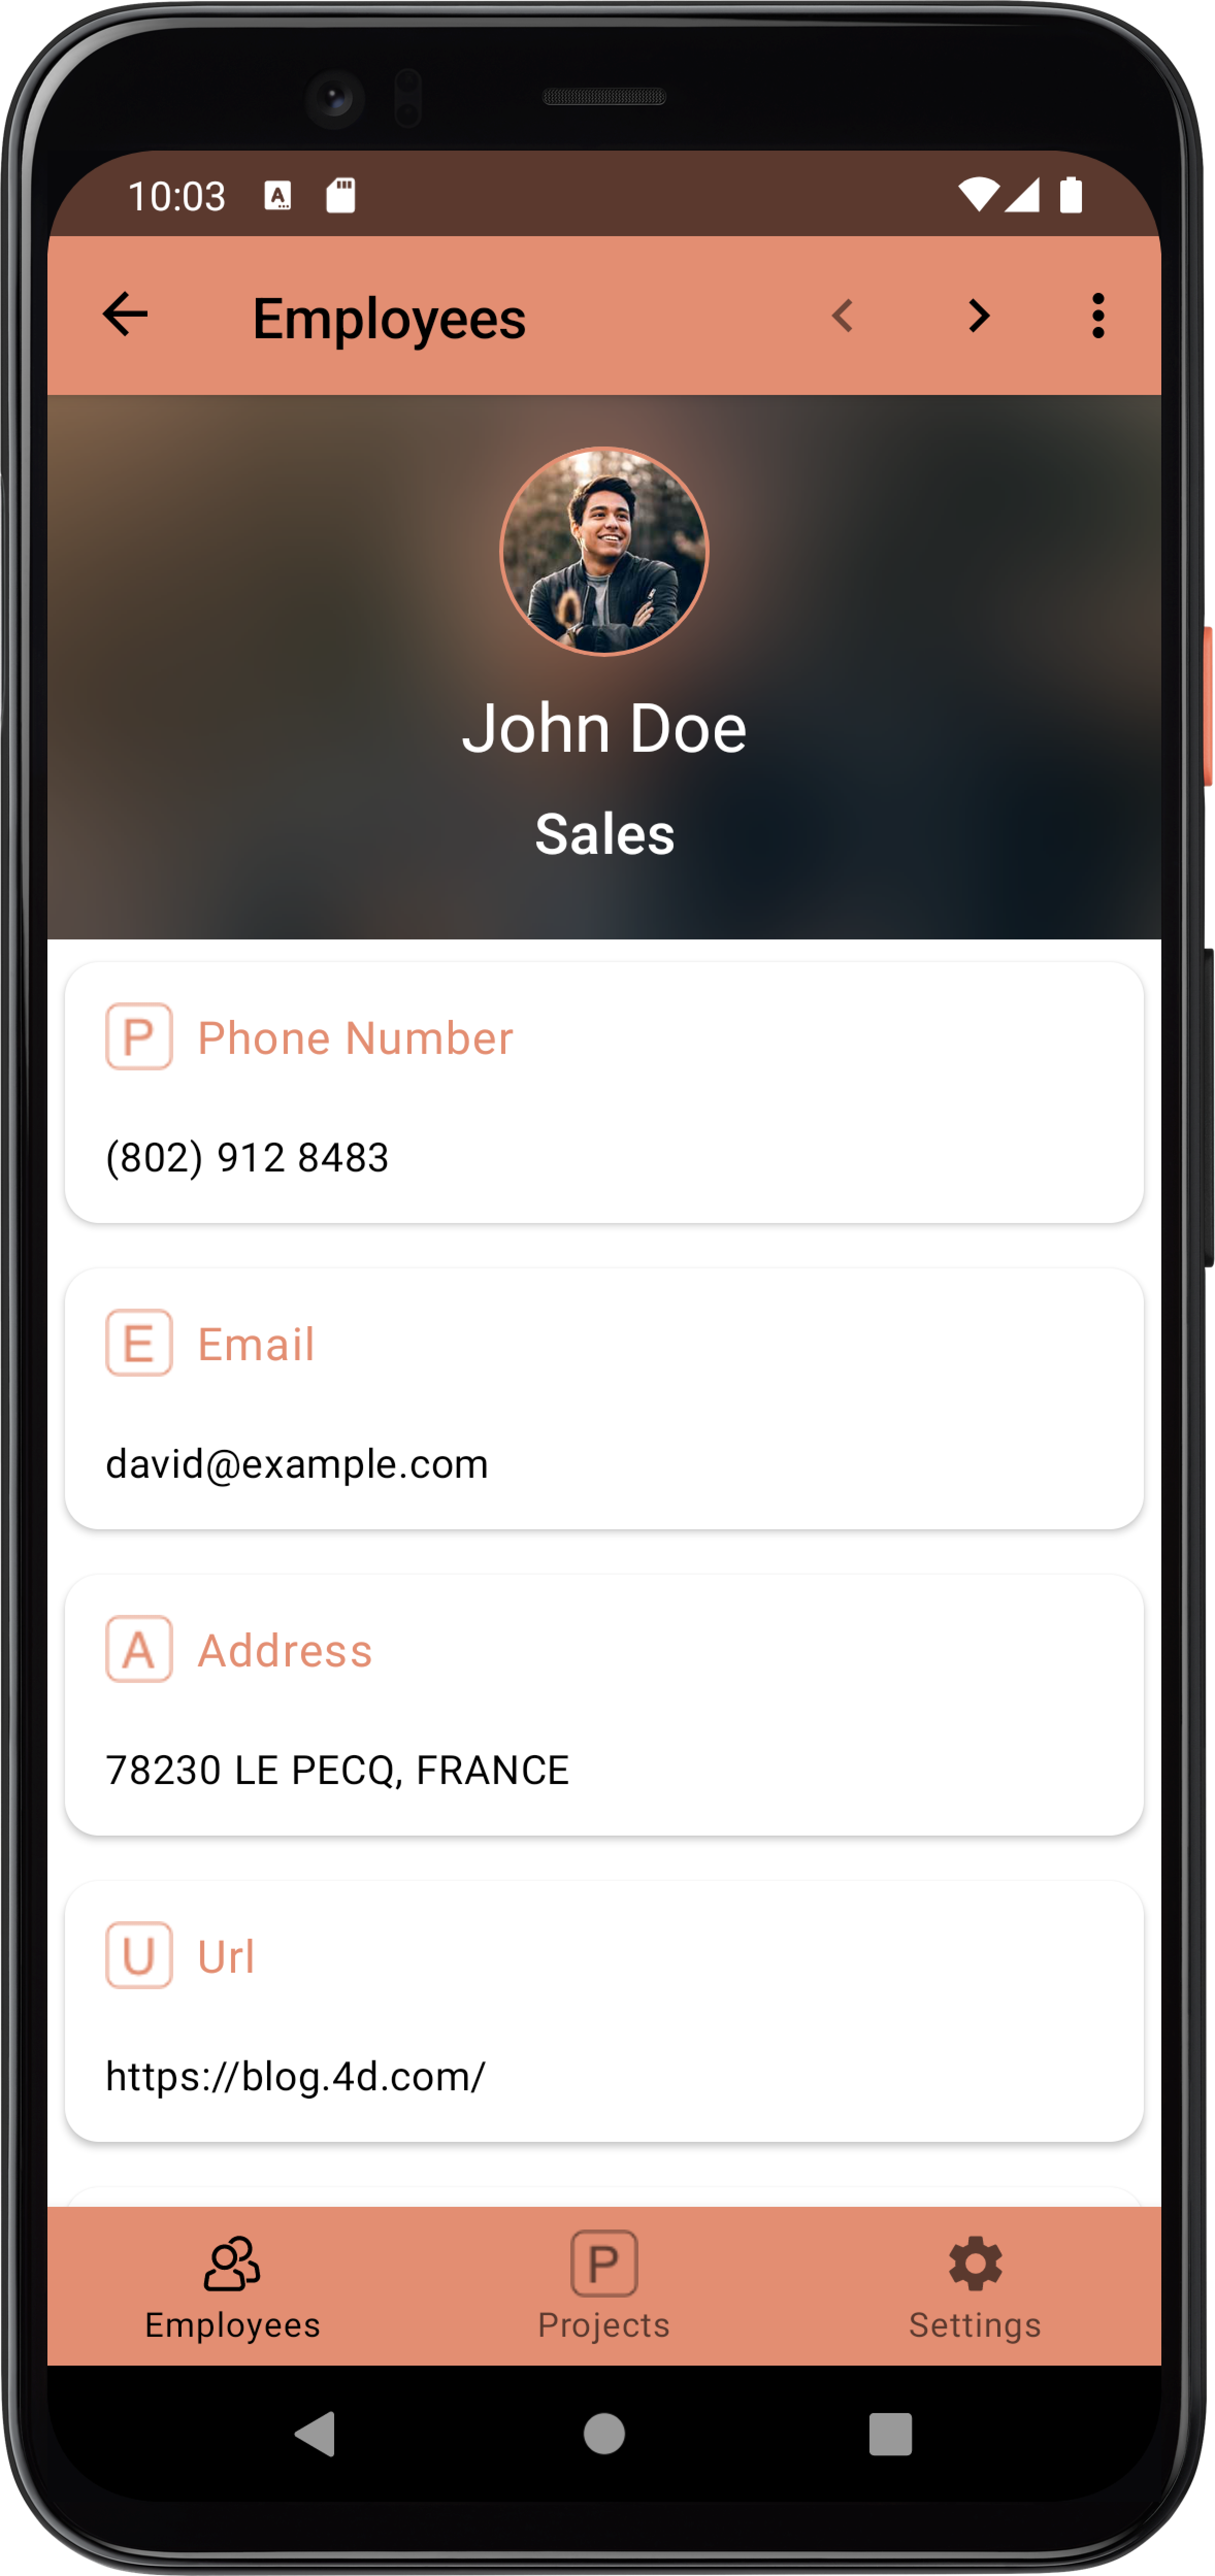 10:03
Employees
John Doe
Sales
P Phone Number
(802) 912 8483
E Email
david@example.com
A Address
78230 LE PECQ, FRANCE
U Url
https://blog.4d.com/
P
Employees Projects Settings